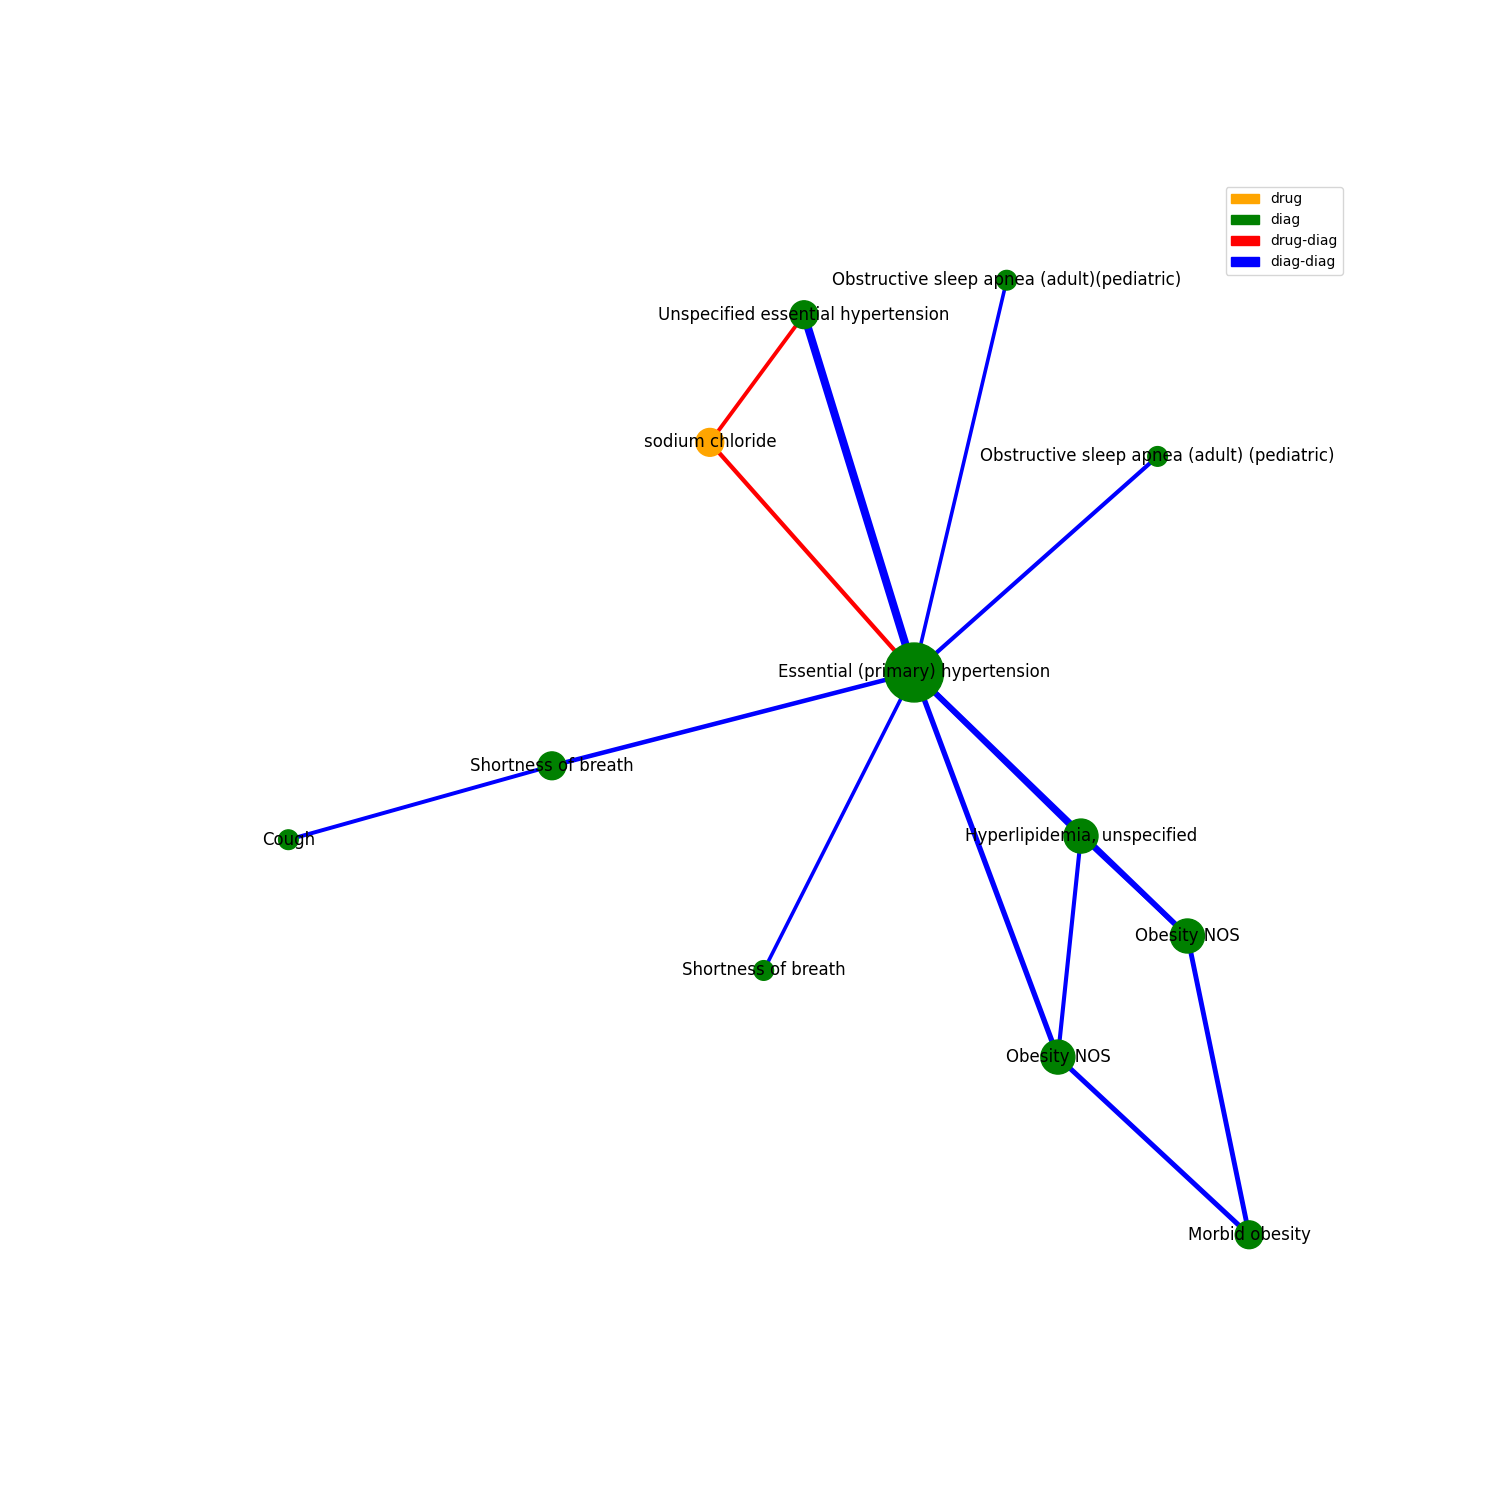 drug
diag
drug-diag
diag-diag
Obstructive sleep apnea (adult)(pediatric)
Unspecified essential hypertension
sodium chloride
Obstructive sleep apnea (adult) (pediatric)
Essential (primary) hypertension
Shortness of breath
Cough
Hyperlipidemia, unspecified
Obesity NOS
Shortness of breath
Obesity NOS
Morbid obesity